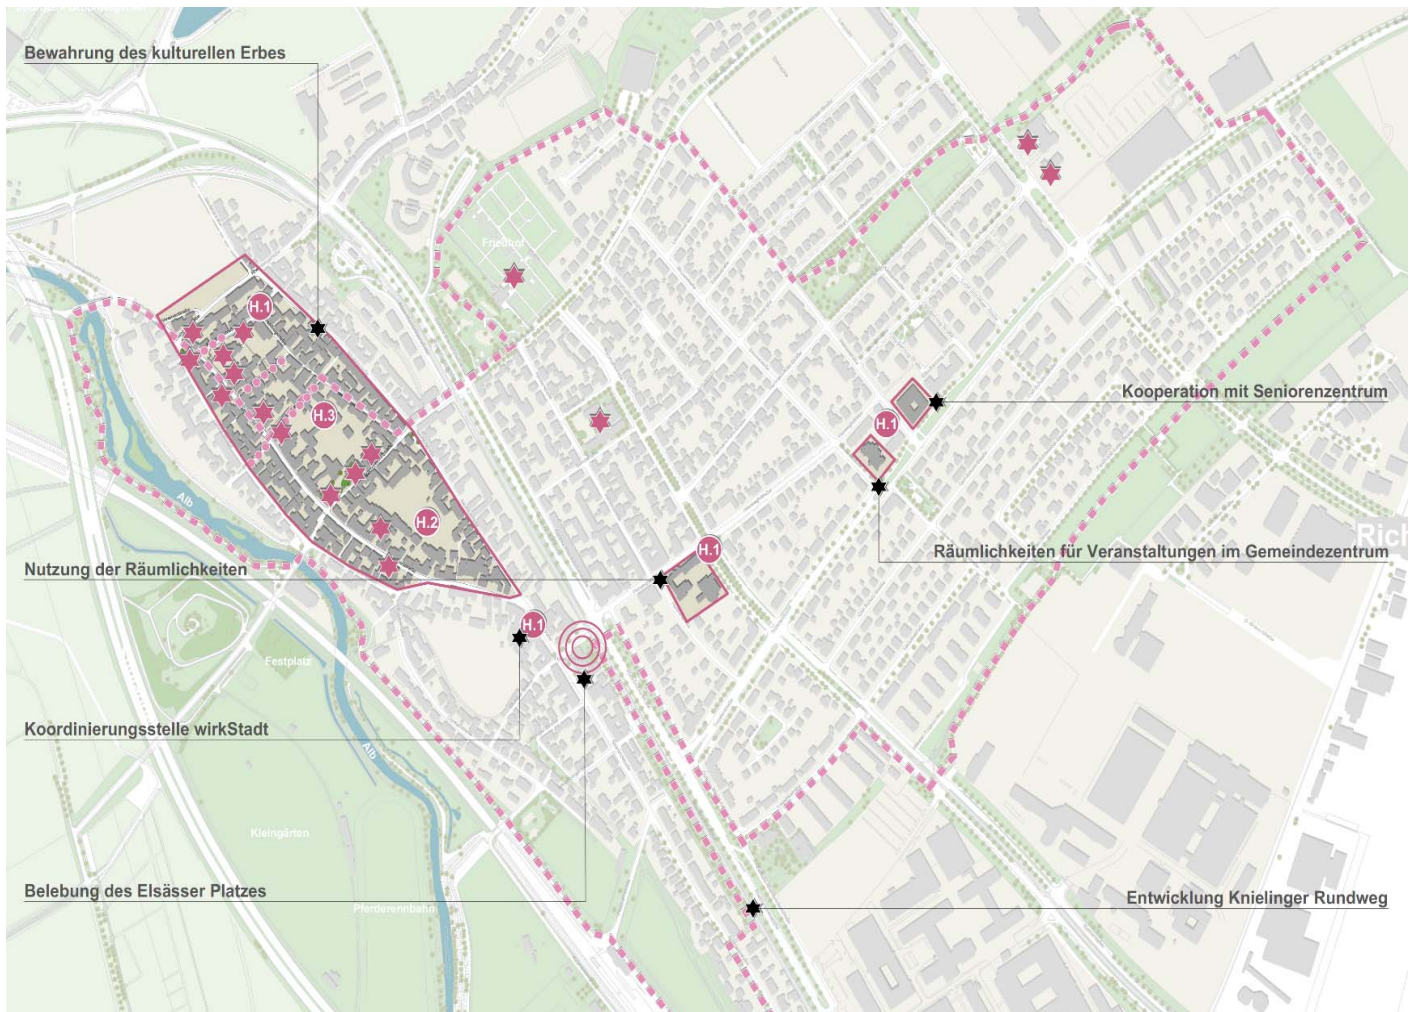 Bewahrung des kulturellen Erbes
Friedhof
H.1
H.3
Kooperation mit Seniorenzentrum
H.1
Alb
H.2
Rich
H.1
Räumlichkeiten für Veranstaltungen im Gemeindezentrum
Nutzung der Räumlichkeiten
H.1
Festplatz
Koordinierungsstelle wirkStadt
Alb
Kleingärten
Belebung des Elsässer Platzes
Entwicklung Knielinger Rundweg
Pferderennbahn